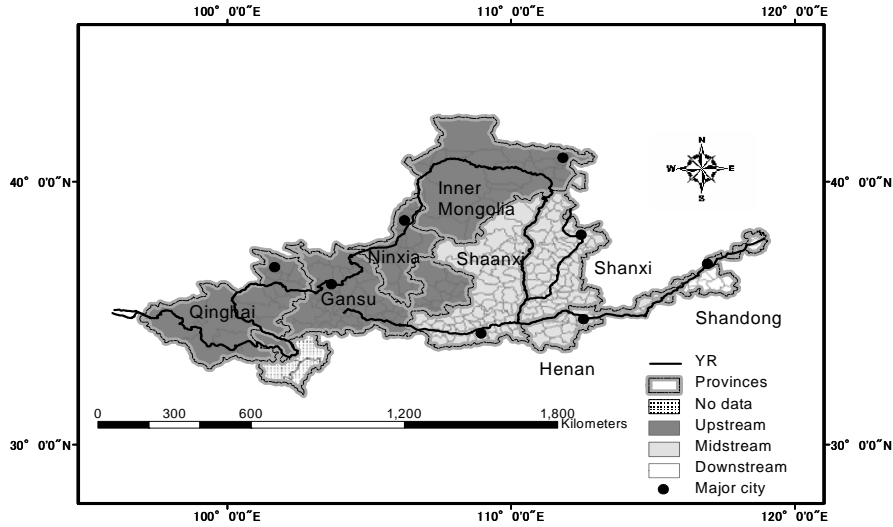 100° 0'0"E 110° 0'0"E 120° 0'0"E
N
W E
S
40° 0'0"N 40° 0'0"N
Inner
Mongolia
Ninxia
Shaanx
Shanxi
Qinghai
Gansu
Shandong
Henan
YR
Provinces
No data
Upstream
Midstream
Downstream
Major city
0 300 600 1,200 1,800
Kilometers
30° 0'0"N 30° 0'0"N
100° 0'0"E 110° 0'0"E 120° 0'0"E